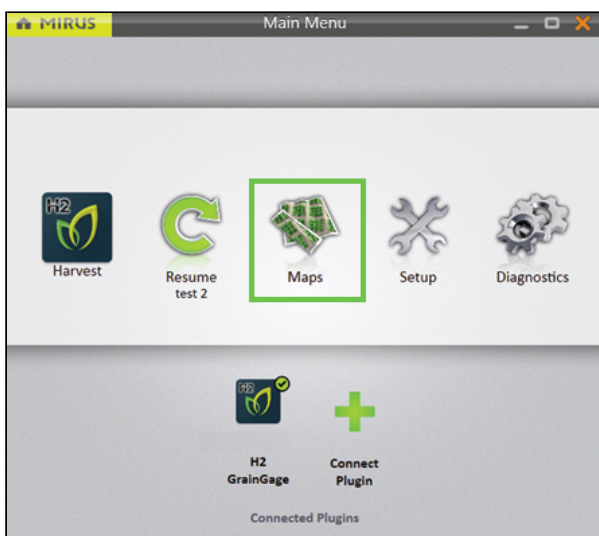 MIRUS
Main Menu
H2
Harvest
Resume
test 2
Maps
Setup
Diagnostics
H2
H2
GrainGage
Connect
Plugin
Connected Plugins